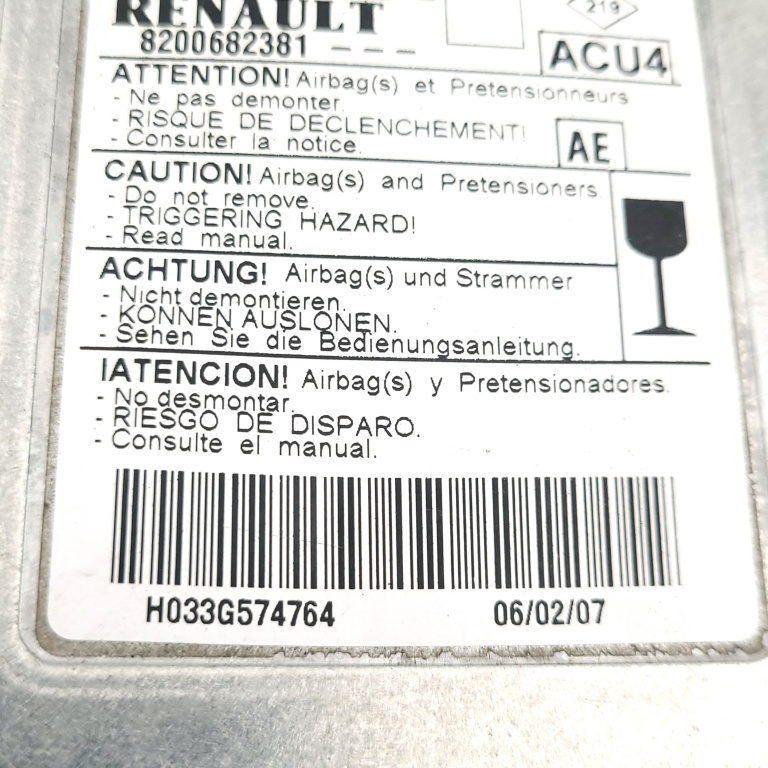 RENAULT
219
8200682381 _ _ _
ACU4
ATTENTION! Airbag(s) et Pretensionneurs
- Ne pas demonter.
- RISQUE DE DECLENCHEMENT!
- Consulter la notice.
AE
CAUTION! Airbag(s) and Pretensioners
- Do not remove.
- TRIGGERING HAZARD!
- Read manual.
ACHTUNG! Airbag(s) und Strammer
- Nicht demontieren.
- KONNEN AUSLONEN.
- Sehen Sie die Bedienungsanleitung.
IATENCION! Airbag(s) y Pretensionadores.
- No desmontar.
- RIESGO DE DISPARO.
- Consulte el manual.
H033G574764 06/02/07